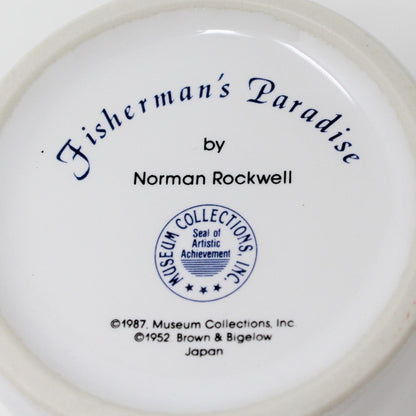 Fisherman's Paradise
by
Norman Rockwell
MUSEUM COLLECTIONS, INC.
Seal of
Artistic
Achievement
★ ★ ★
©1987. Museum Collections, Inc.
©1952 Brown & Bigelow
Japan